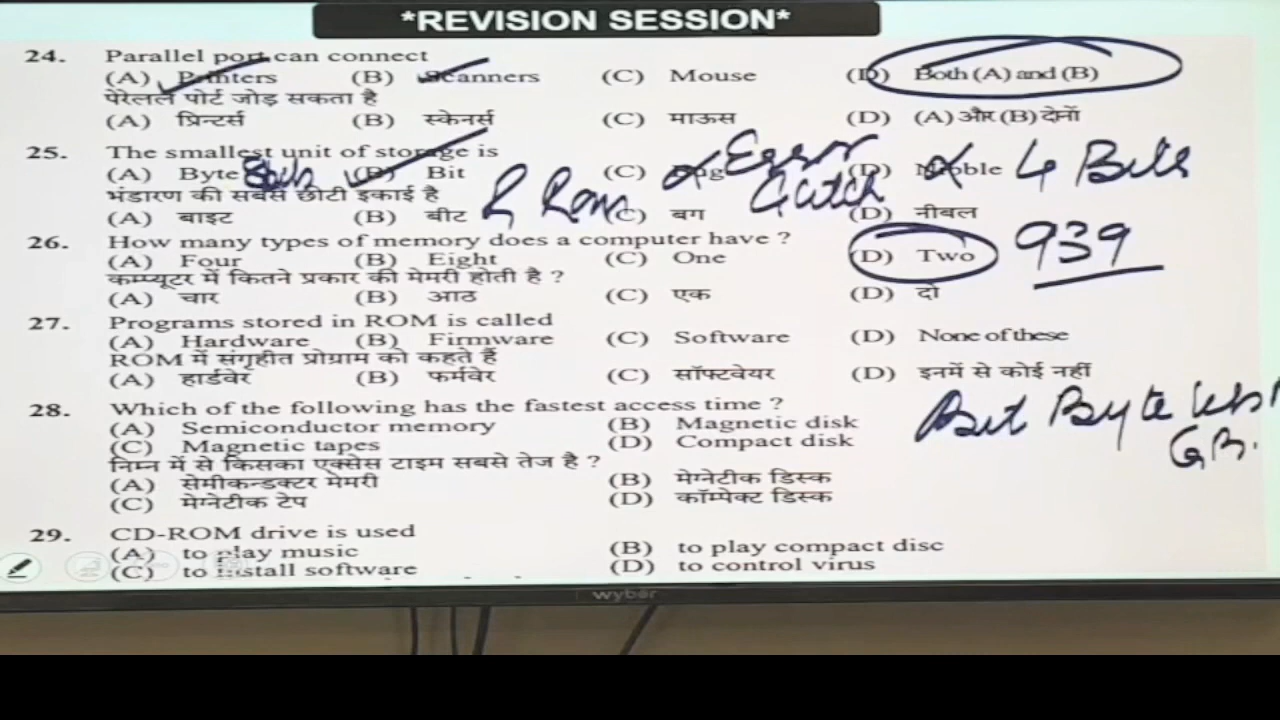 *REVISION SESSION*
24. Parallel port can connect
(A) Printers (B) Scanners (C) Mouse (D) Both (A) and (B)
पेरेलल पोर्ट जोड़ सकता है
(A) प्रिन्टर्स (B) स्केनर्स (C) माऊस (D) (A) और (B) दोनों
25. The smallest unit of storage is
(A) Byte 8 (B) Bit (C) Bug Error (D) Nibble 4 Bits
भंडारण की सबसे छोटी इकाई है
(A) बाइट (B) बीट R Rom (C) बग (D) नीबल
26. How many types of memory does a computer have ? 939
(A) Four (B) Eight (C) One (D) Two
कम्प्यूटर में कितने प्रकार की मेमरी होती है ?
(A) चार (B) आठ (C) एक (D) दो
27. Programs stored in ROM is called
(A) Hardware (B) Firmware (C) Software (D) None of these
ROM में संगृहीत प्रोग्राम को कहते हैं
(A) हार्डवेर (B) फर्मवेर (C) सॉफ्टवेयर (D) इनमें से कोई नहीं
28. Which of the following has the fastest access time ?
(A) Semiconductor memory (B) Magnetic disk Bit Byte
(C) Magnetic tapes (D) Compact disk GB.
निम्न में से किसका एक्सेस टाइम सबसे तेज है ?
(A) सेमीकन्डक्टर मेमरी (B) मेग्नेटीक डिस्क
(C) मेग्नेटीक टेप (D) कॉम्पेक्ट डिस्क
29. CD-ROM drive is used
(A) to play music (B) to play compact disc
(C) to install software (D) to control virus
wybor